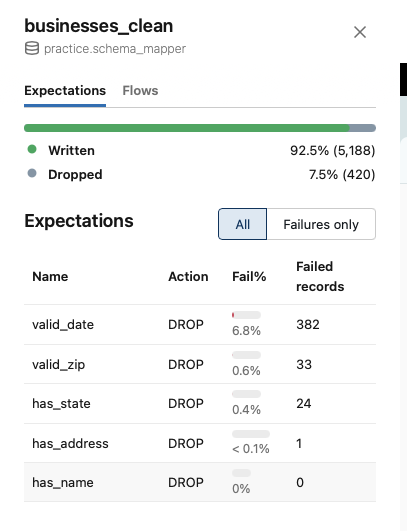 businesses_clean
practice.schema_mapper
Expectations Flows
Written 92.5% (5,188)
Dropped 7.5% (420)
Expectations All Failures only
Name Action Fail% Failed records
valid_date DROP 6.8% 382
valid_zip DROP 0.6% 33
has_state DROP 0.4% 24
has_address DROP < 0.1% 1
has_name DROP 0% 0